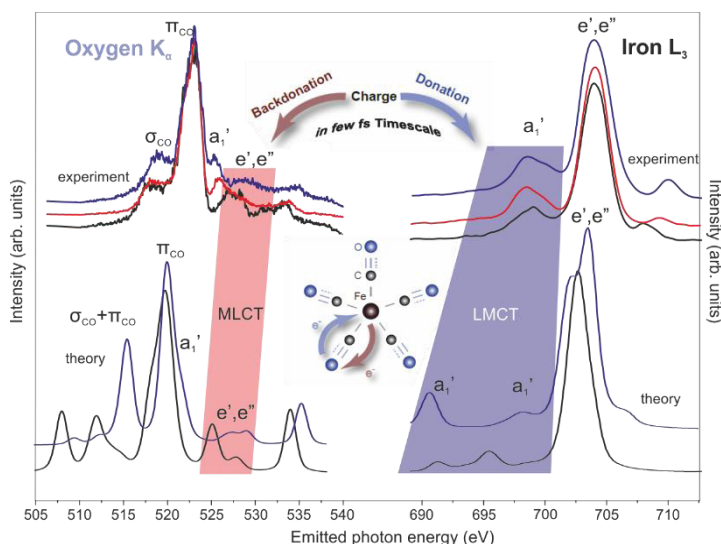 Oxygen Kα
πCO
Iron L3
e’,e”
Backdonation
Charge
Donation
in few fs Timescale
σCO
a1’
e’,e”
a1’
experiment
experiment
e’,e”
πCO
O
C
Fe
e-
e-
MLCT
LMCT
σCO+πCO
a1’
theory
e’,e”
a1’
a1’
theory
Intensity (arb. units)
Intensity (arb. units)
505 510 515 520 525 530 535 540
690 695 700 705 710
Emitted photon energy (eV)